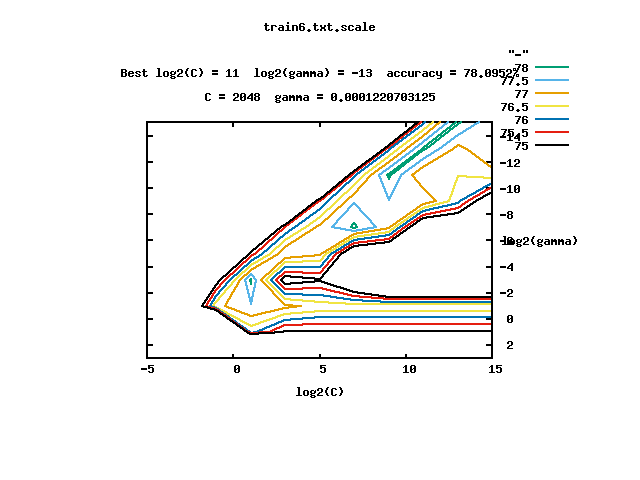 train6.txt.scale
Best log2(C) = 11 log2(gamma) = -13 accuracy = 78.0952%
C = 2048 gamma = 0.0001220703125
"-"
78
77.5
77
76.5
76
75.5
75
-14
-12
-10
-8
-6
-4
-2
0
2
log2(gamma)
-5 0 5 10 15
log2(C)